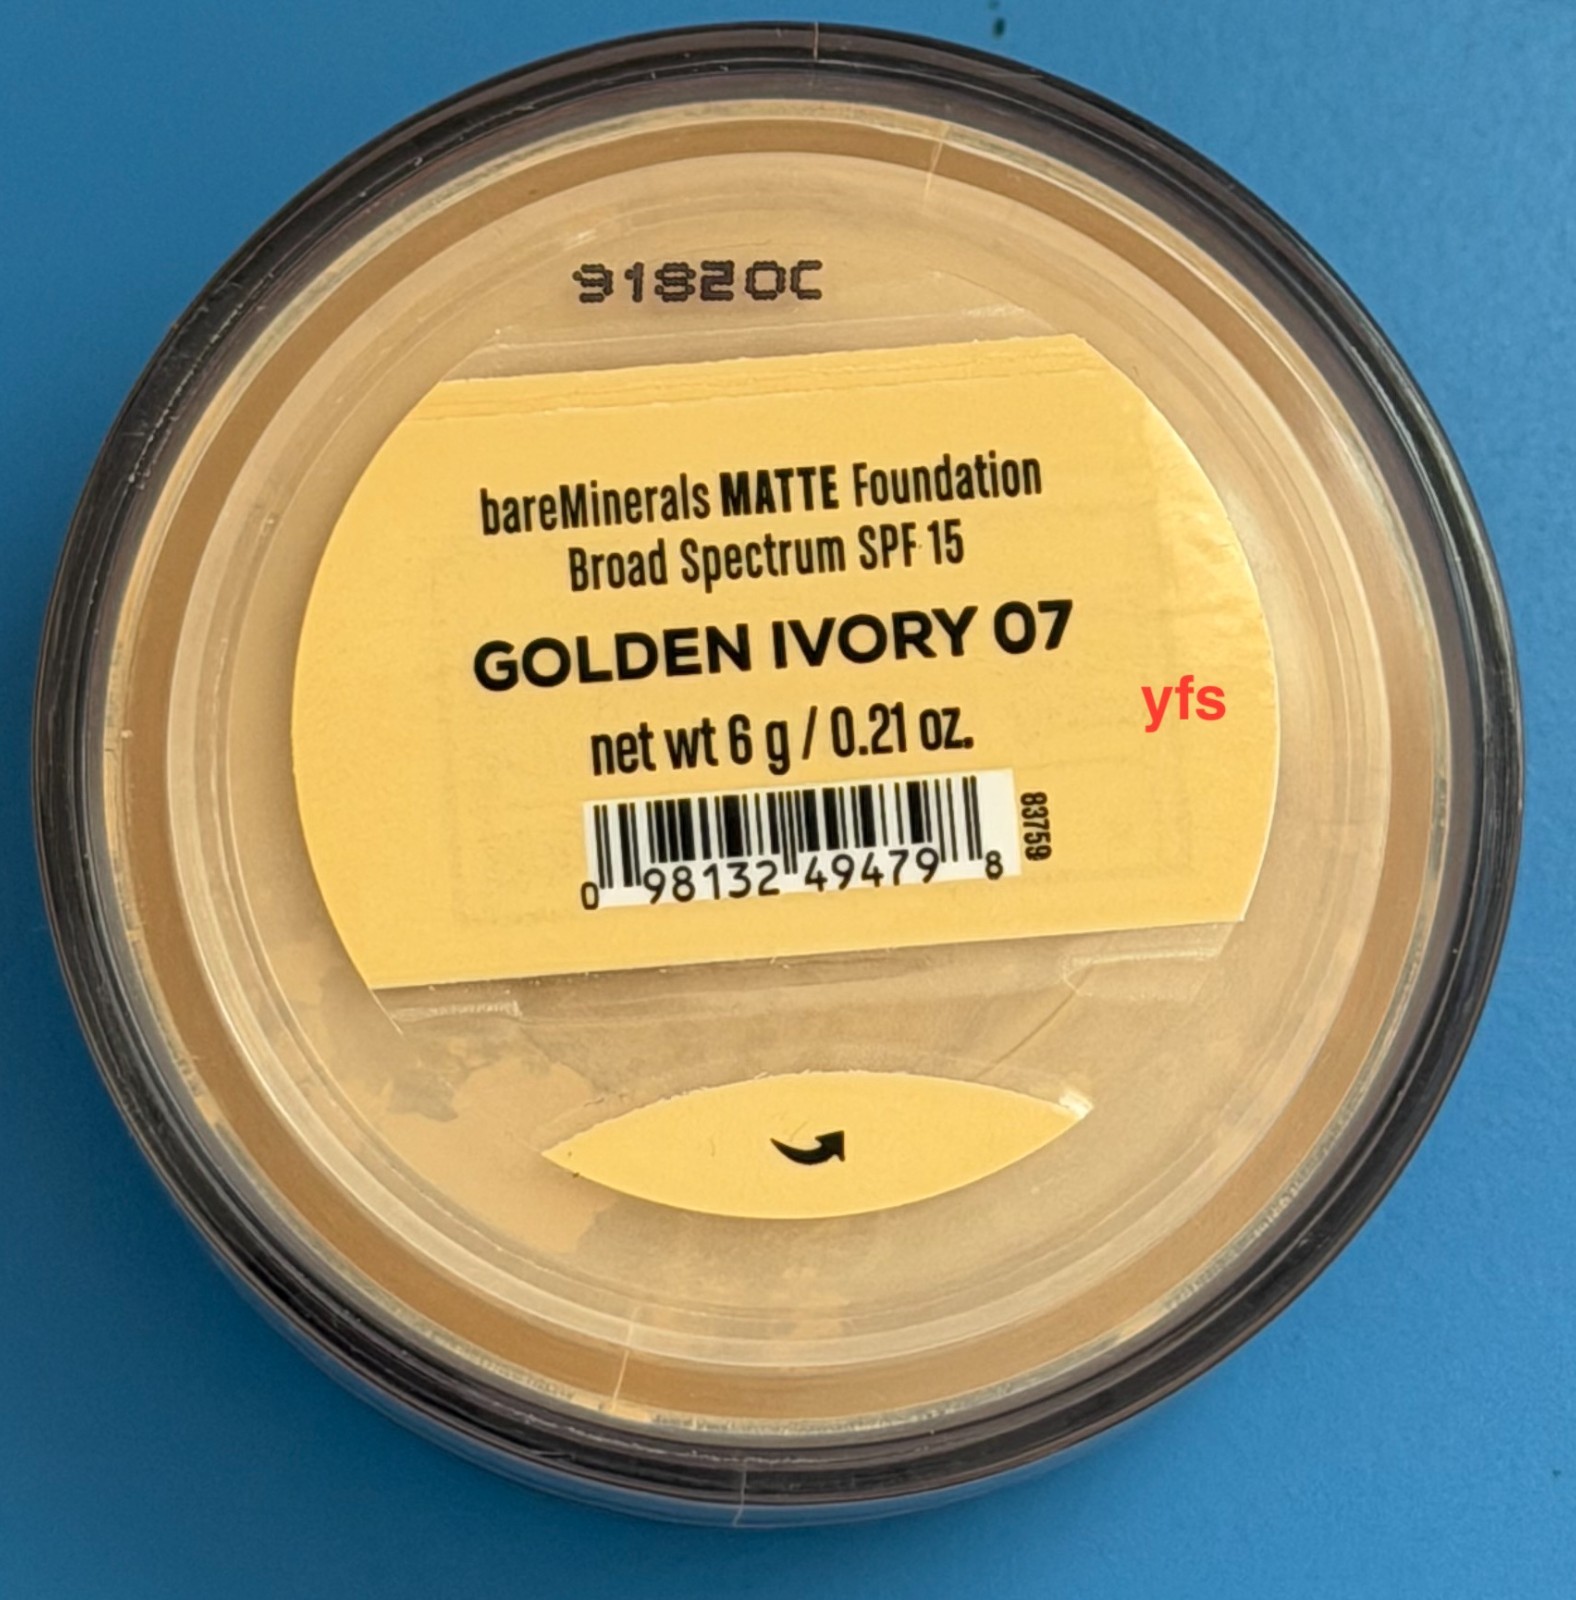 91820C
bareMinerals MATTE Foundation
Broad Spectrum SPF 15
GOLDEN IVORY 07
yfs
net wt 6 g / 0.21 oz.
83759
0 98132 49479 8